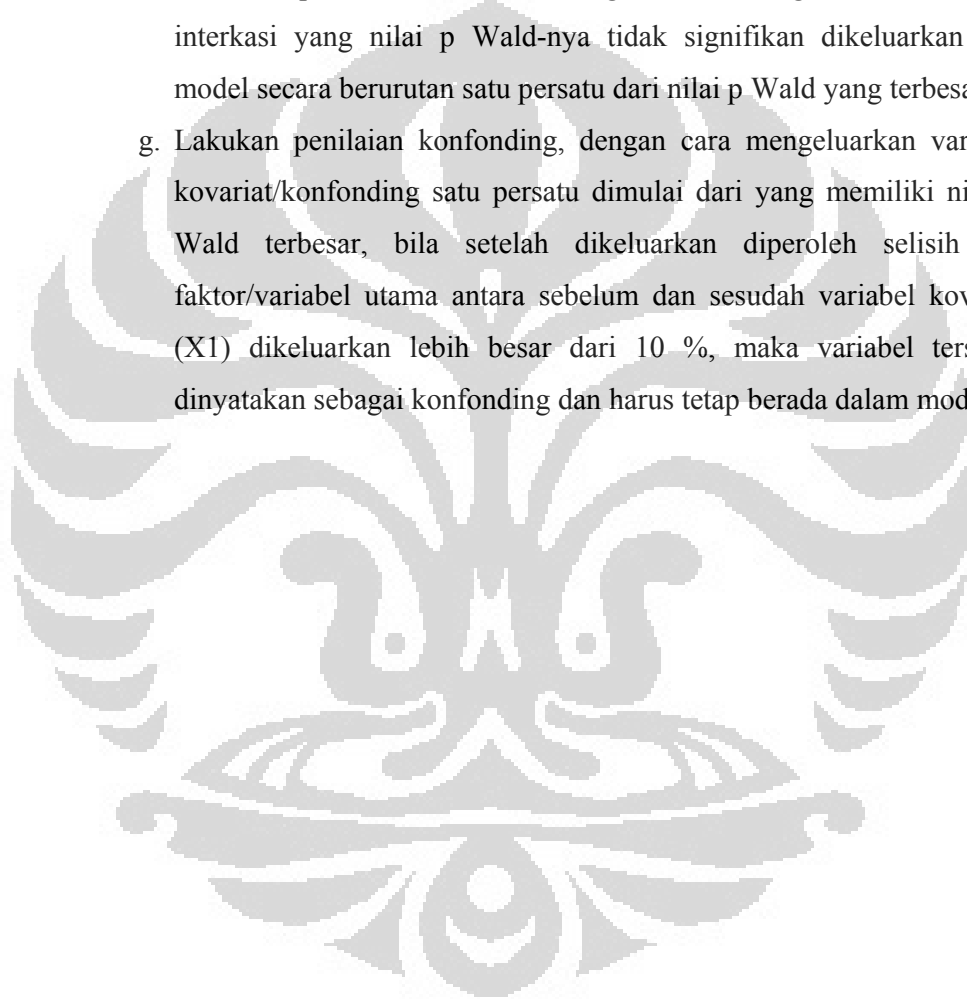 interkasi yang nilai p Wald-nya tidak signifikan dikeluarkan
model secara berurutan satu persatu dari nilai p Wald yang terbesa
g. Lakukan penilaian konfonding, dengan cara mengeluarkan var
kovariat/konfonding satu persatu dimulai dari yang memiliki ni
Wald terbesar, bila setelah dikeluarkan diperoleh selisih
faktor/variabel utama antara sebelum dan sesudah variabel kov
(X1) dikeluarkan lebih besar dari 10 %, maka variabel ters
dinyatakan sebagai konfonding dan harus tetap berada dalam mod